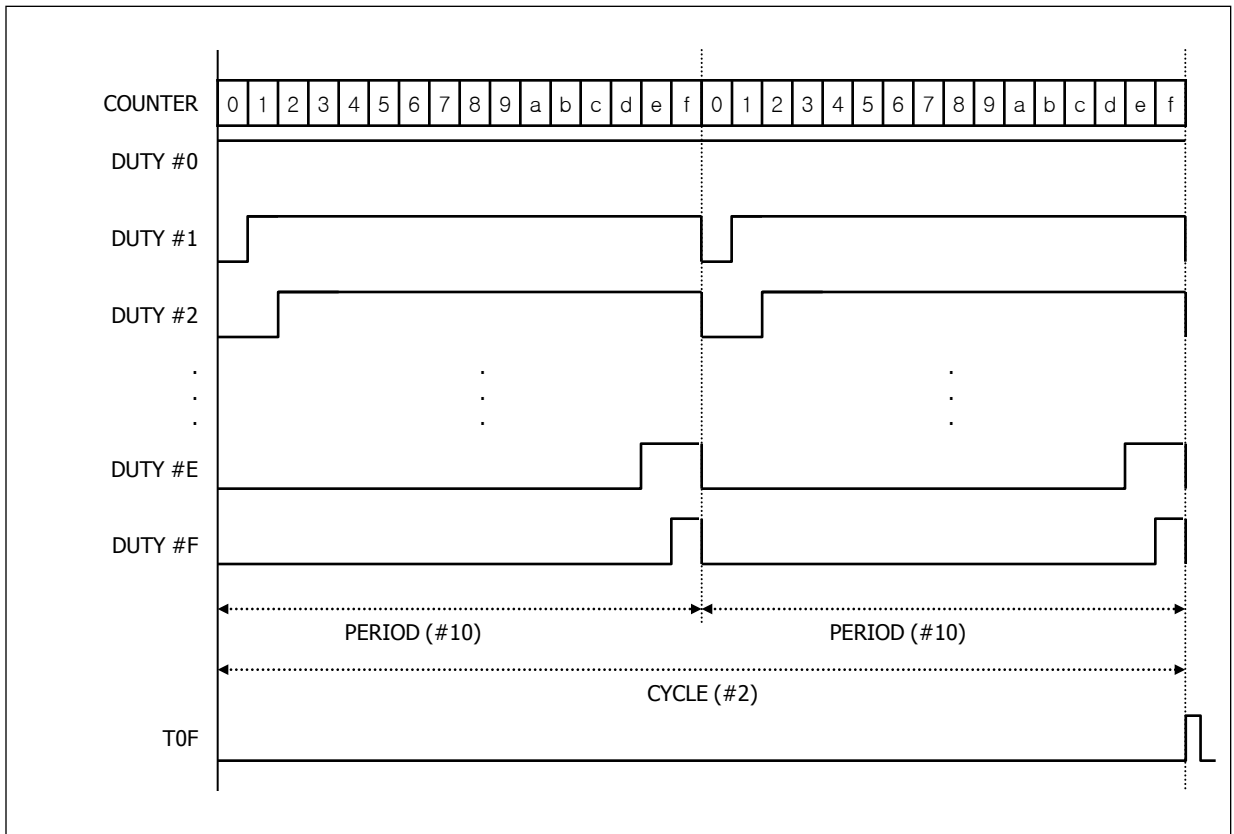 COUNTER 0 1 2 3 4 5 6 7 8 9 a b c d e f 0 1 2 3 4 5 6 7 8 9 a b c d e f
DUTY #0
DUTY #1
DUTY #2
. . .
. . .
. . .
DUTY #E
DUTY #F
PERIOD (#10) PERIOD (#10)
CYCLE (#2)
T0F